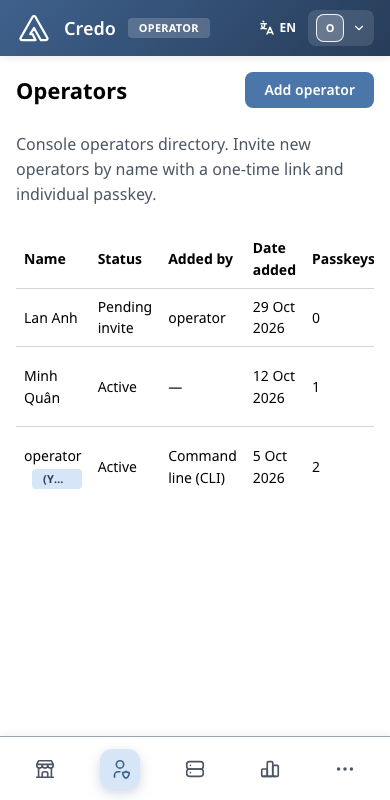 Credo OPERATOR EN O
Operators Add operator
Console operators directory. Invite new
operators by name with a one-time link and
individual passkey.
Name Status Added by Date added Passkeys
Lan Anh Pending invite operator 29 Oct 2026 0
Minh Quân Active — 12 Oct 2026 1
operator (Y... Active Command line (CLI) 5 Oct 2026 2